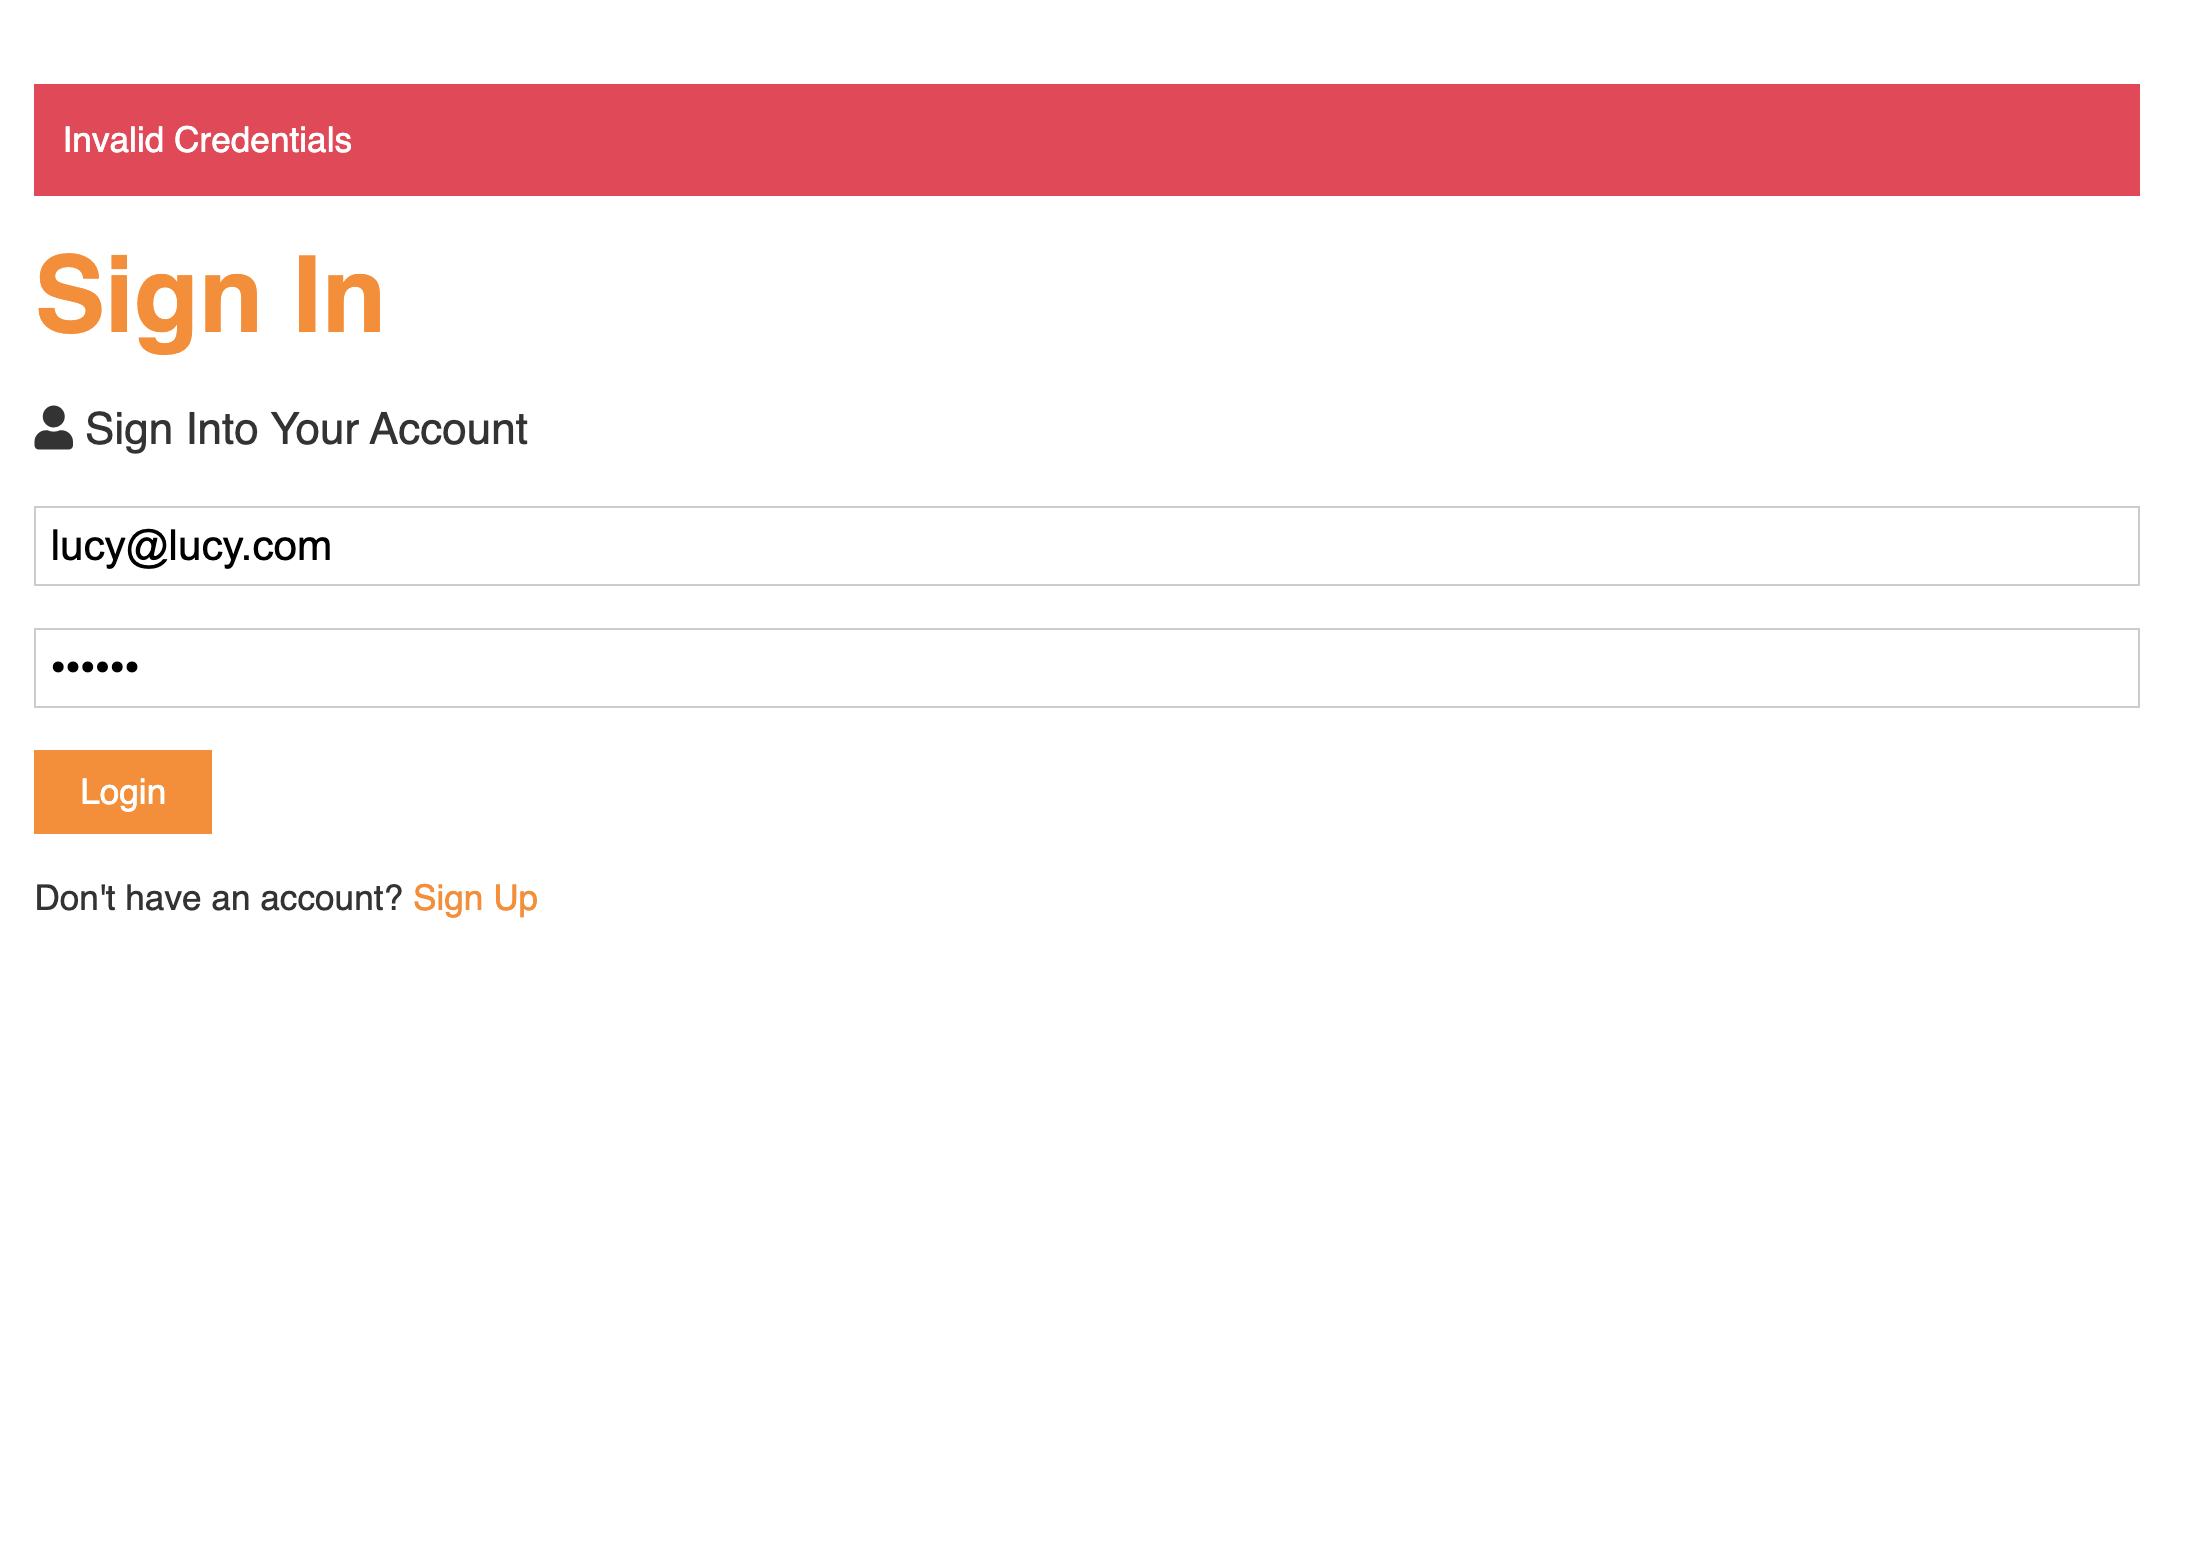 Invalid Credentials
Sign In
Sign Into Your Account
lucy@lucy.com
••••••
Login
Don't have an account? Sign Up